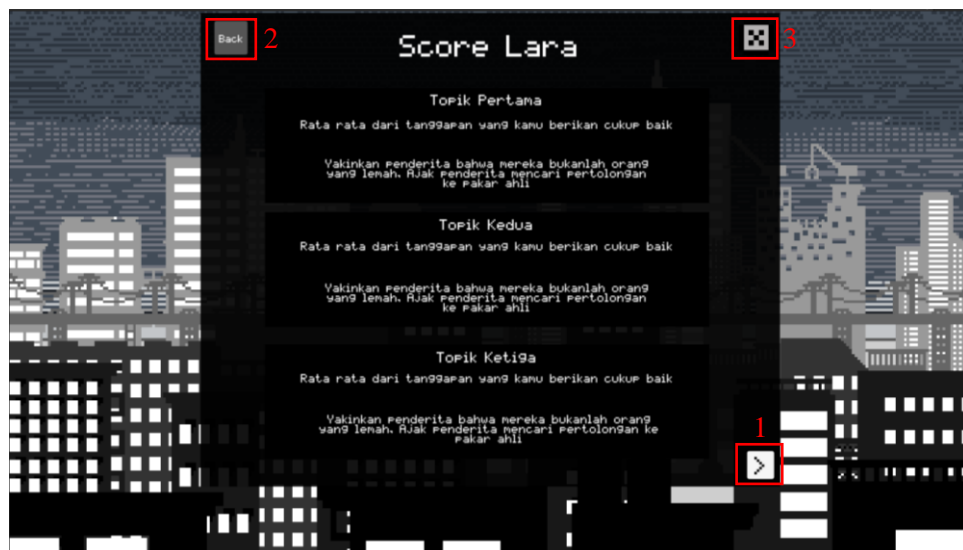 Back
2
Score Lara
3
Topik Pertama
Rata rata dari tanggapan yang kamu berikan cukup baik
Yakinkan penderita bahwa mereka bukanlah orang
yang lemah. Ajak penderita mencari pertolongan
ke pakar ahli
Topik Kedua
Rata rata dari tanggapan yang kamu berikan cukup baik
Yakinkan penderita bahwa mereka bukanlah orang
yang lemah. Ajak penderita mencari pertolongan
ke pakar ahli
Topik Ketiga
Rata rata dari tanggapan yang kamu berikan cukup baik
Yakinkan penderita bahwa mereka bukanlah orang
yang lemah. Ajak penderita mencari pertolongan ke
pakar ahli
1
>